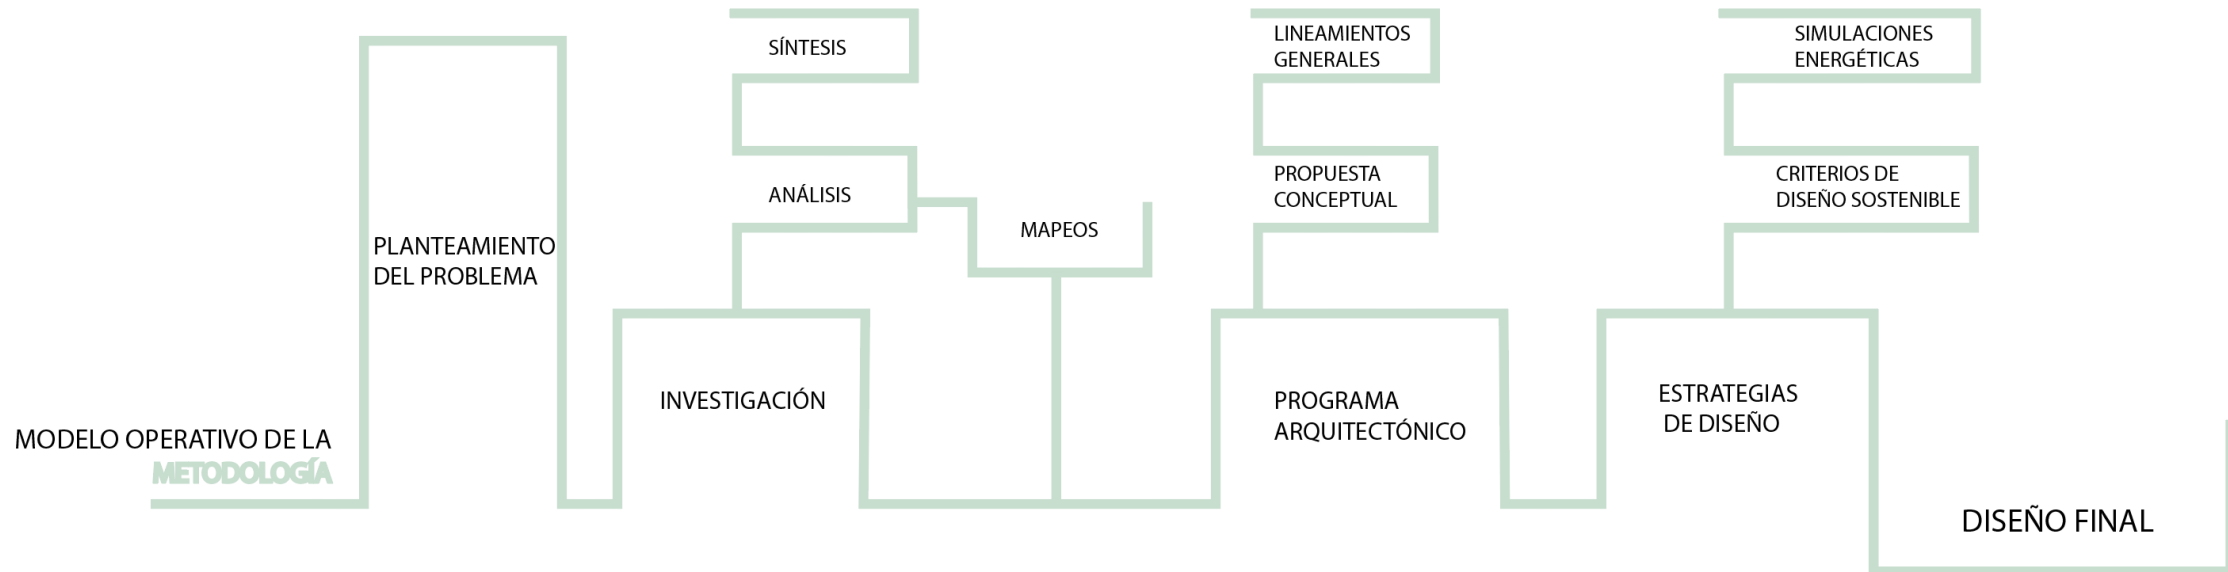 MODELO OPERATIVO DE LA
METODOLOGÍA
PLANTEAMIENTO
DEL PROBLEMA
SÍNTESIS
ANÁLISIS
MAPEOS
INVESTIGACIÓN
LINEAMIENTOS
GENERALES
PROPUESTA
CONCEPTUAL
PROGRAMA
ARQUITECTÓNICO
SIMULACIONES
ENERGÉTICAS
CRITERIOS DE
DISEÑO SOSTENIBLE
ESTRATEGIAS
DE DISEÑO
DISEÑO FINAL